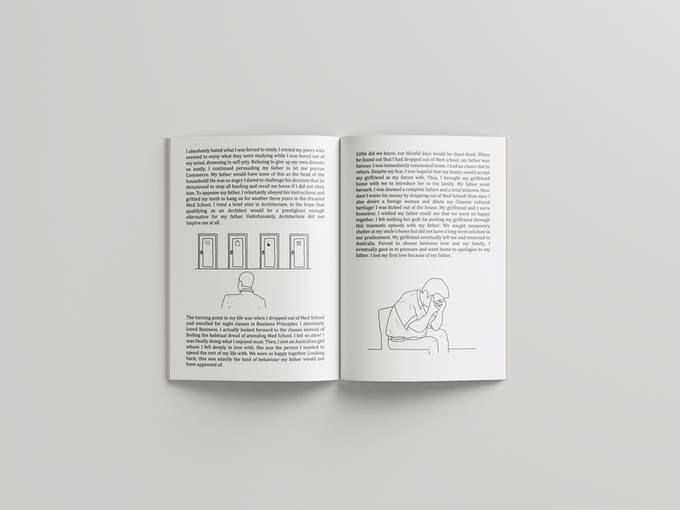 I absolutely hated what I was forced to study. I envied my peers who
seemed to enjoy what they were studying while I was bored out of
my mind, drowning in self-pity. Refusing to give up my own dreams
so easily, I continued persuading my father to let me pursue
Commerce. My father would have none of this as the head of the
household! He was so angry I dared to challenge his decision that he
threatened to stop all funding and recall me home if I did not obey
him. To appease my father, I reluctantly obeyed his instructions and
gritted my teeth to hang on for another three years in the dreaded
Med School. I tried a brief stint in Architecture, in the hope that
qualifying as an Architect would be a prestigious enough
alternative for my father. Unfortunately, Architecture did not
inspire me at all.
The turning point in my life was when I dropped out of Med School
and enrolled for night classes in Business Principles. I absolutely
loved Business. I actually looked forward to the classes instead of
feeling the habitual dread of attending Med School. I felt so alive! I
was finally doing what I enjoyed most. Then, I met an Australian girl
whom I fell deeply in love with. She was the person I wanted to
spend the rest of my life with. We were so happy together. Looking
back, this was exactly the kind of behaviour my father would not
have approved of.
Little did we know, our blissful days would be short-lived. When
he found out that I had dropped out of Med school, my father was
furious. I was immediately summoned home. I had no choice but to
return. Despite my fear, I was hopeful that my family would accept
my girlfriend as my future wife. Thus, I brought my girlfriend
home with me to introduce her to the family. My father went
berserk. I was deemed a complete failure and a total letdown. How
dare I waste his money by dropping out of Med School! How dare I
also desire a foreign woman and dilute my Chinese cultural
heritage! I was kicked out of the house. My girlfriend and I were
homeless. I wished my father could see that we were so happy
together. I felt nothing but guilt for putting my girlfriend through
this traumatic episode with my father. We sought temporary
shelter at my uncle's home but did not have a long-term solution to
our predicament. My girlfriend eventually left me and returned to
Australia. Forced to choose between love and my family, I
eventually gave in to pressure and went home to apologise to my
father. I lost my first love because of my father.